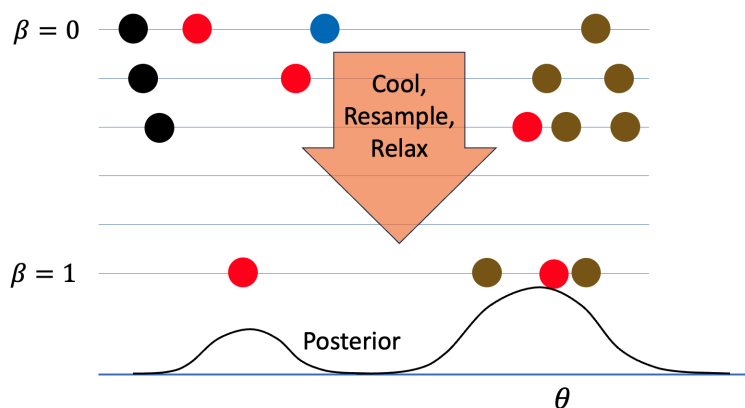 β = 0
Cool,
Resample,
Relax
β = 1
Posterior
θ